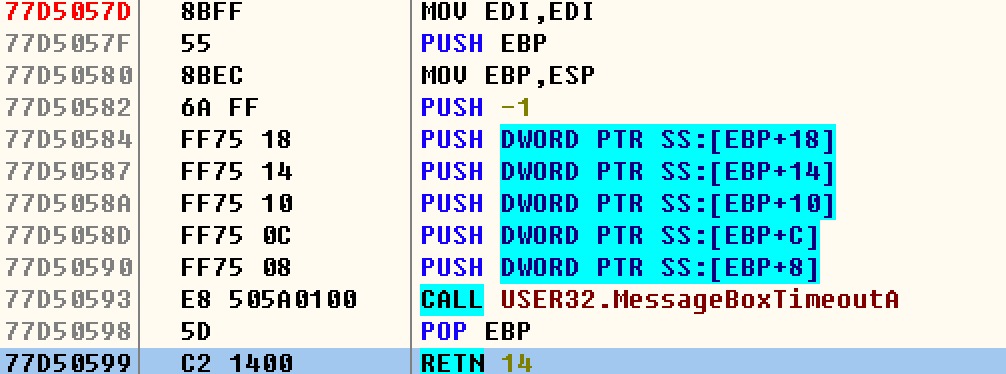 77D5057D 8BFF MOV EDI,EDI
77D5057F 55 PUSH EBP
77D50580 8BEC MOV EBP,ESP
77D50582 6A FF PUSH -1
77D50584 FF75 18 PUSH DWORD PTR SS:[EBP+18]
77D50587 FF75 14 PUSH DWORD PTR SS:[EBP+14]
77D5058A FF75 10 PUSH DWORD PTR SS:[EBP+10]
77D5058D FF75 0C PUSH DWORD PTR SS:[EBP+C]
77D50590 FF75 08 PUSH DWORD PTR SS:[EBP+8]
77D50593 E8 505A0100 CALL USER32.MessageBoxTimeoutA
77D50598 5D POP EBP
77D50599 C2 1400 RETN 14